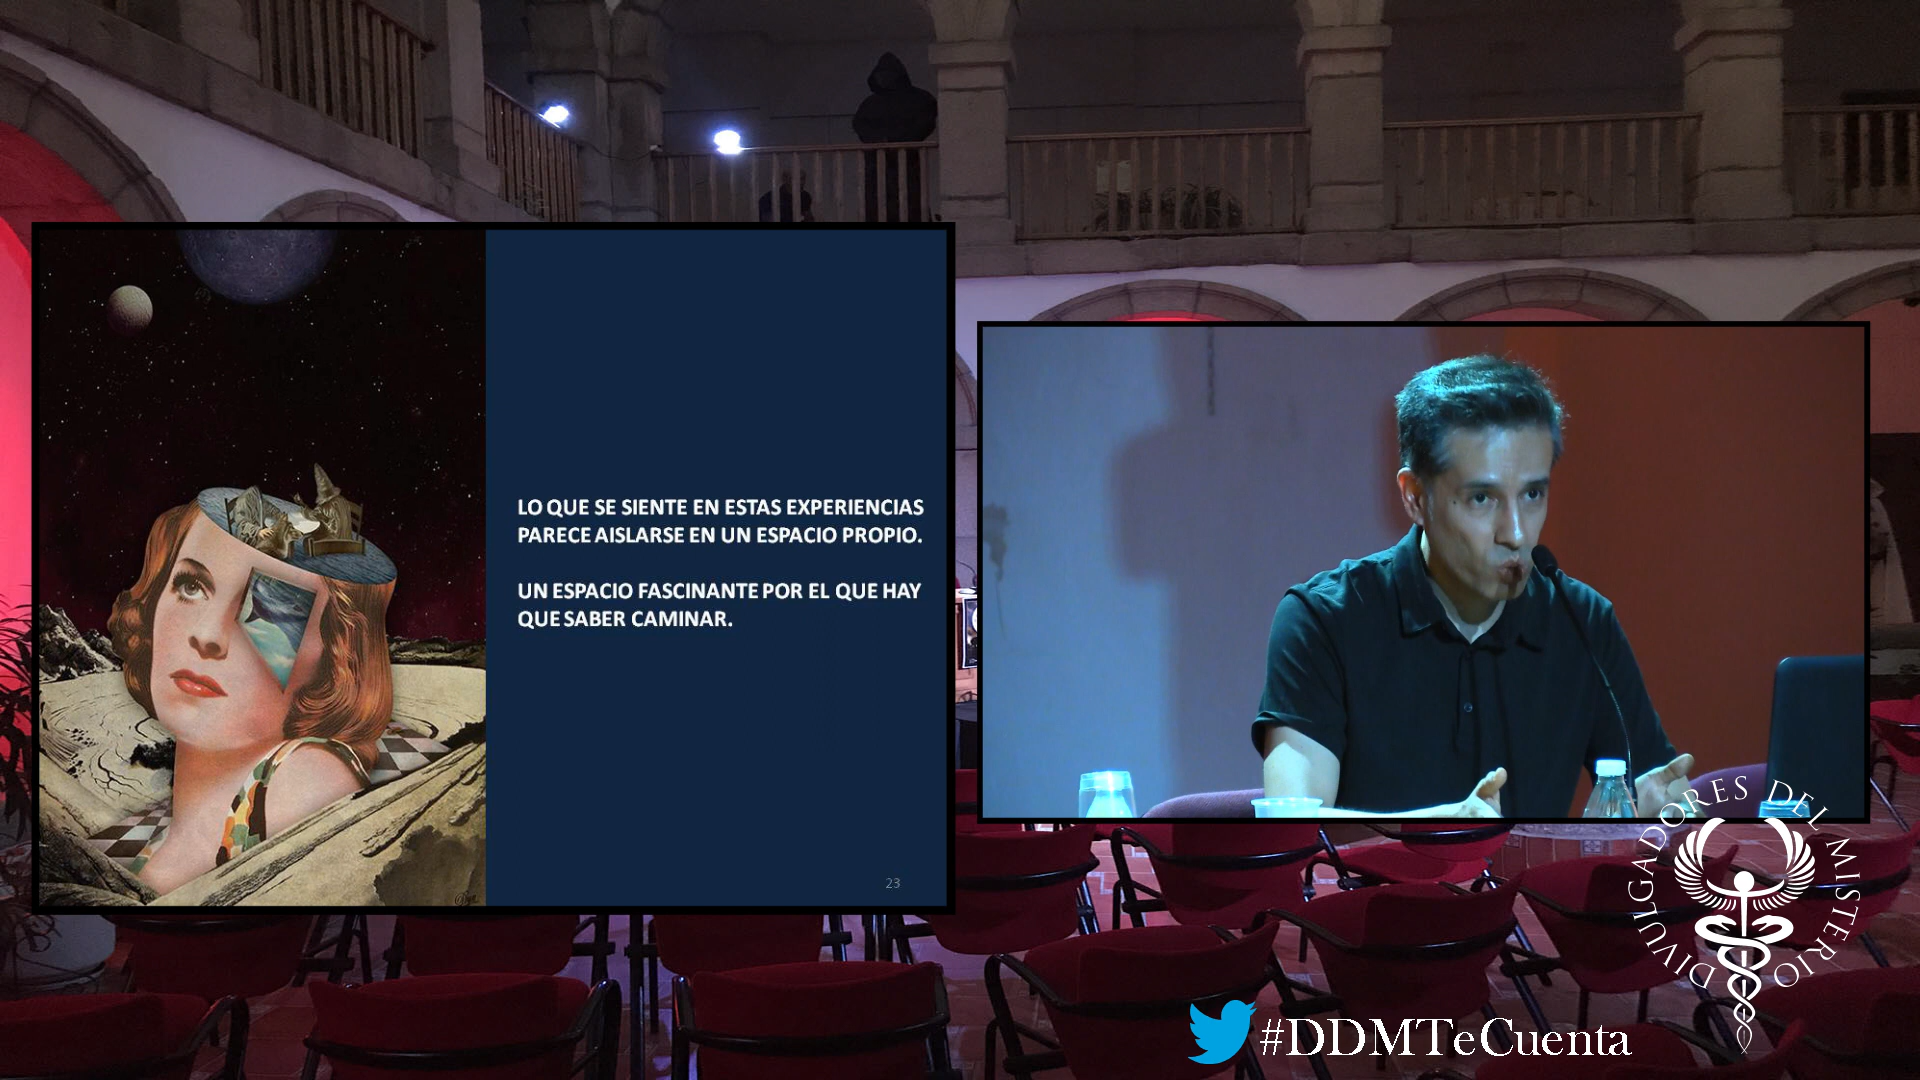 LO QUE SE SIENTE EN ESTAS EXPERIENCIAS
PARECE AISLARSE EN UN ESPACIO PROPIO.
UN ESPACIO FASCINANTE POR EL QUE HAY
QUE SABER CAMINAR.
23
DIVULGADORES DEL MISTERIO
#DDMTeCuenta